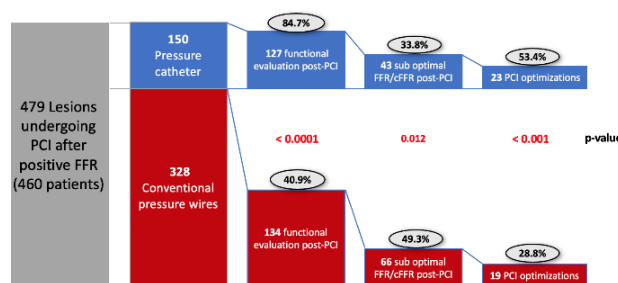 479 Lesions
undergoing
PCI after
positive FFR
(460 patients)
150
Pressure
catheter
84.7%
127 functional
evaluation post-PCI
33.8%
43 sub optimal
FFR/cFFR post-PCI
53.4%
23 PCI optimizations
< 0.0001
0.012
< 0.001
p-value
328
Conventional
pressure wires
40.9%
134 functional
evaluation post-PCI
49.3%
66 sub optimal
FFR/cFFR post-PCI
28.8%
19 PCI optimizations